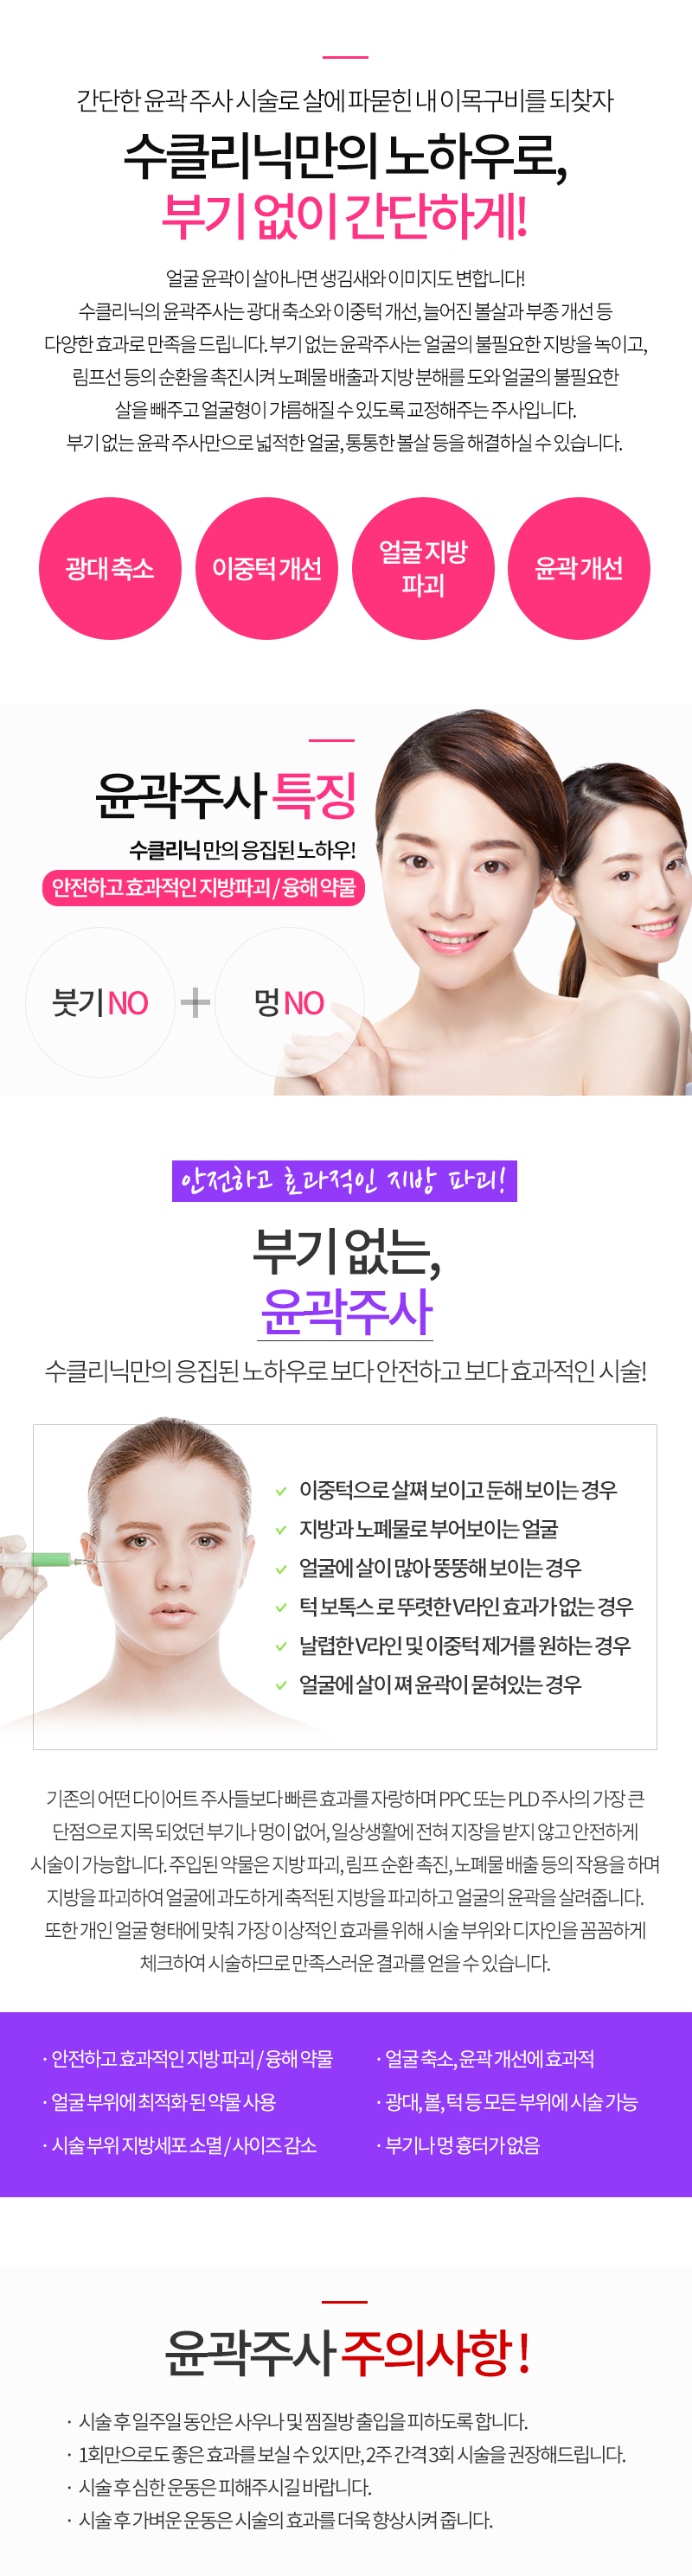 간단한 윤곽 주사 시술로 살에 파묻힌 내 이목구비를 되찾자
수클리닉만의 노하우로,
부기 없이 간단하게!
얼굴 윤곽이 살아나면 생김새와 이미지도 변합니다!
수클리닉의 윤곽주사는 광대 축소와 이중턱 개선, 늘어진 볼살과 부종 개선 등
다양한 효과로 만족을 드립니다. 부기 없는 윤곽주사는 얼굴의 불필요한 지방을 녹이고,
림프선 등의 순환을 촉진시켜 노폐물 배출과 지방 분해를 도와 얼굴의 불필요한
살을 빼주고 얼굴형이 갸름해질 수 있도록 교정해주는 주사입니다.
부기 없는 윤곽 주사만으로 넓적한 얼굴, 통통한 볼살 등을 해결하실 수 있습니다.
광대 축소
이중턱 개선
얼굴 지방
파괴
윤곽 개선
윤곽주사 특징
수클리닉 만의 응집된 노하우!
안전하고 효과적인 지방파괴 / 융해 약물
붓기 NO
멍 NO
안전하고 효과적인 지방 파괴!
부기 없는,
윤곽주사
수클리닉만의 응집된 노하우로 보다 안전하고 보다 효과적인 시술!
이중턱으로 살쪄 보이고 둔해 보이는 경우
지방과 노폐물로 부어보이는 얼굴
얼굴에 살이 많아 뚱뚱해 보이는 경우
턱 보톡스 로 뚜렷한 V라인 효과가 없는 경우
날렵한 V라인 및 이중턱 제거를 원하는 경우
얼굴에 살이 쪄 윤곽이 묻혀있는 경우
기존의 어떤 다이어트 주사들보다 빠른 효과를 자랑하며 PPC 또는 PLD 주사의 가장 큰
단점으로 지목 되었던 부기나 멍이 없어, 일상생활에 전혀 지장을 받지 않고 안전하게
시술이 가능합니다. 주입된 약물은 지방 파괴, 림프 순환 촉진, 노폐물 배출 등의 작용을 하며
지방을 파괴하여 얼굴에 과도하게 축적된 지방을 파괴하고 얼굴의 윤곽을 살려줍니다.
또한 개인 얼굴 형태에 맞춰 가장 이상적인 효과를 위해 시술 부위와 디자인을 꼼꼼하게
체크하여 시술하므로 만족스러운 결과를 얻을 수 있습니다.
· 안전하고 효과적인 지방 파괴 / 융해 약물
· 얼굴 축소, 윤곽 개선에 효과적
· 얼굴 부위에 최적화 된 약물 사용
· 광대, 볼, 턱 등 모든 부위에 시술 가능
· 시술 부위 지방세포 소멸 / 사이즈 감소
· 부기나 멍 흉터가 없음
윤곽주사 주의사항 !
· 시술 후 일주일 동안은 사우나 및 찜질방 출입을 피하도록 합니다.
· 1회만으로도 좋은 효과를 보실 수 있지만, 2주 간격 3회 시술을 권장해드립니다.
· 시술 후 심한 운동은 피해주시길 바랍니다.
· 시술 후 가벼운 운동은 시술의 효과를 더욱 향상시켜 줍니다.